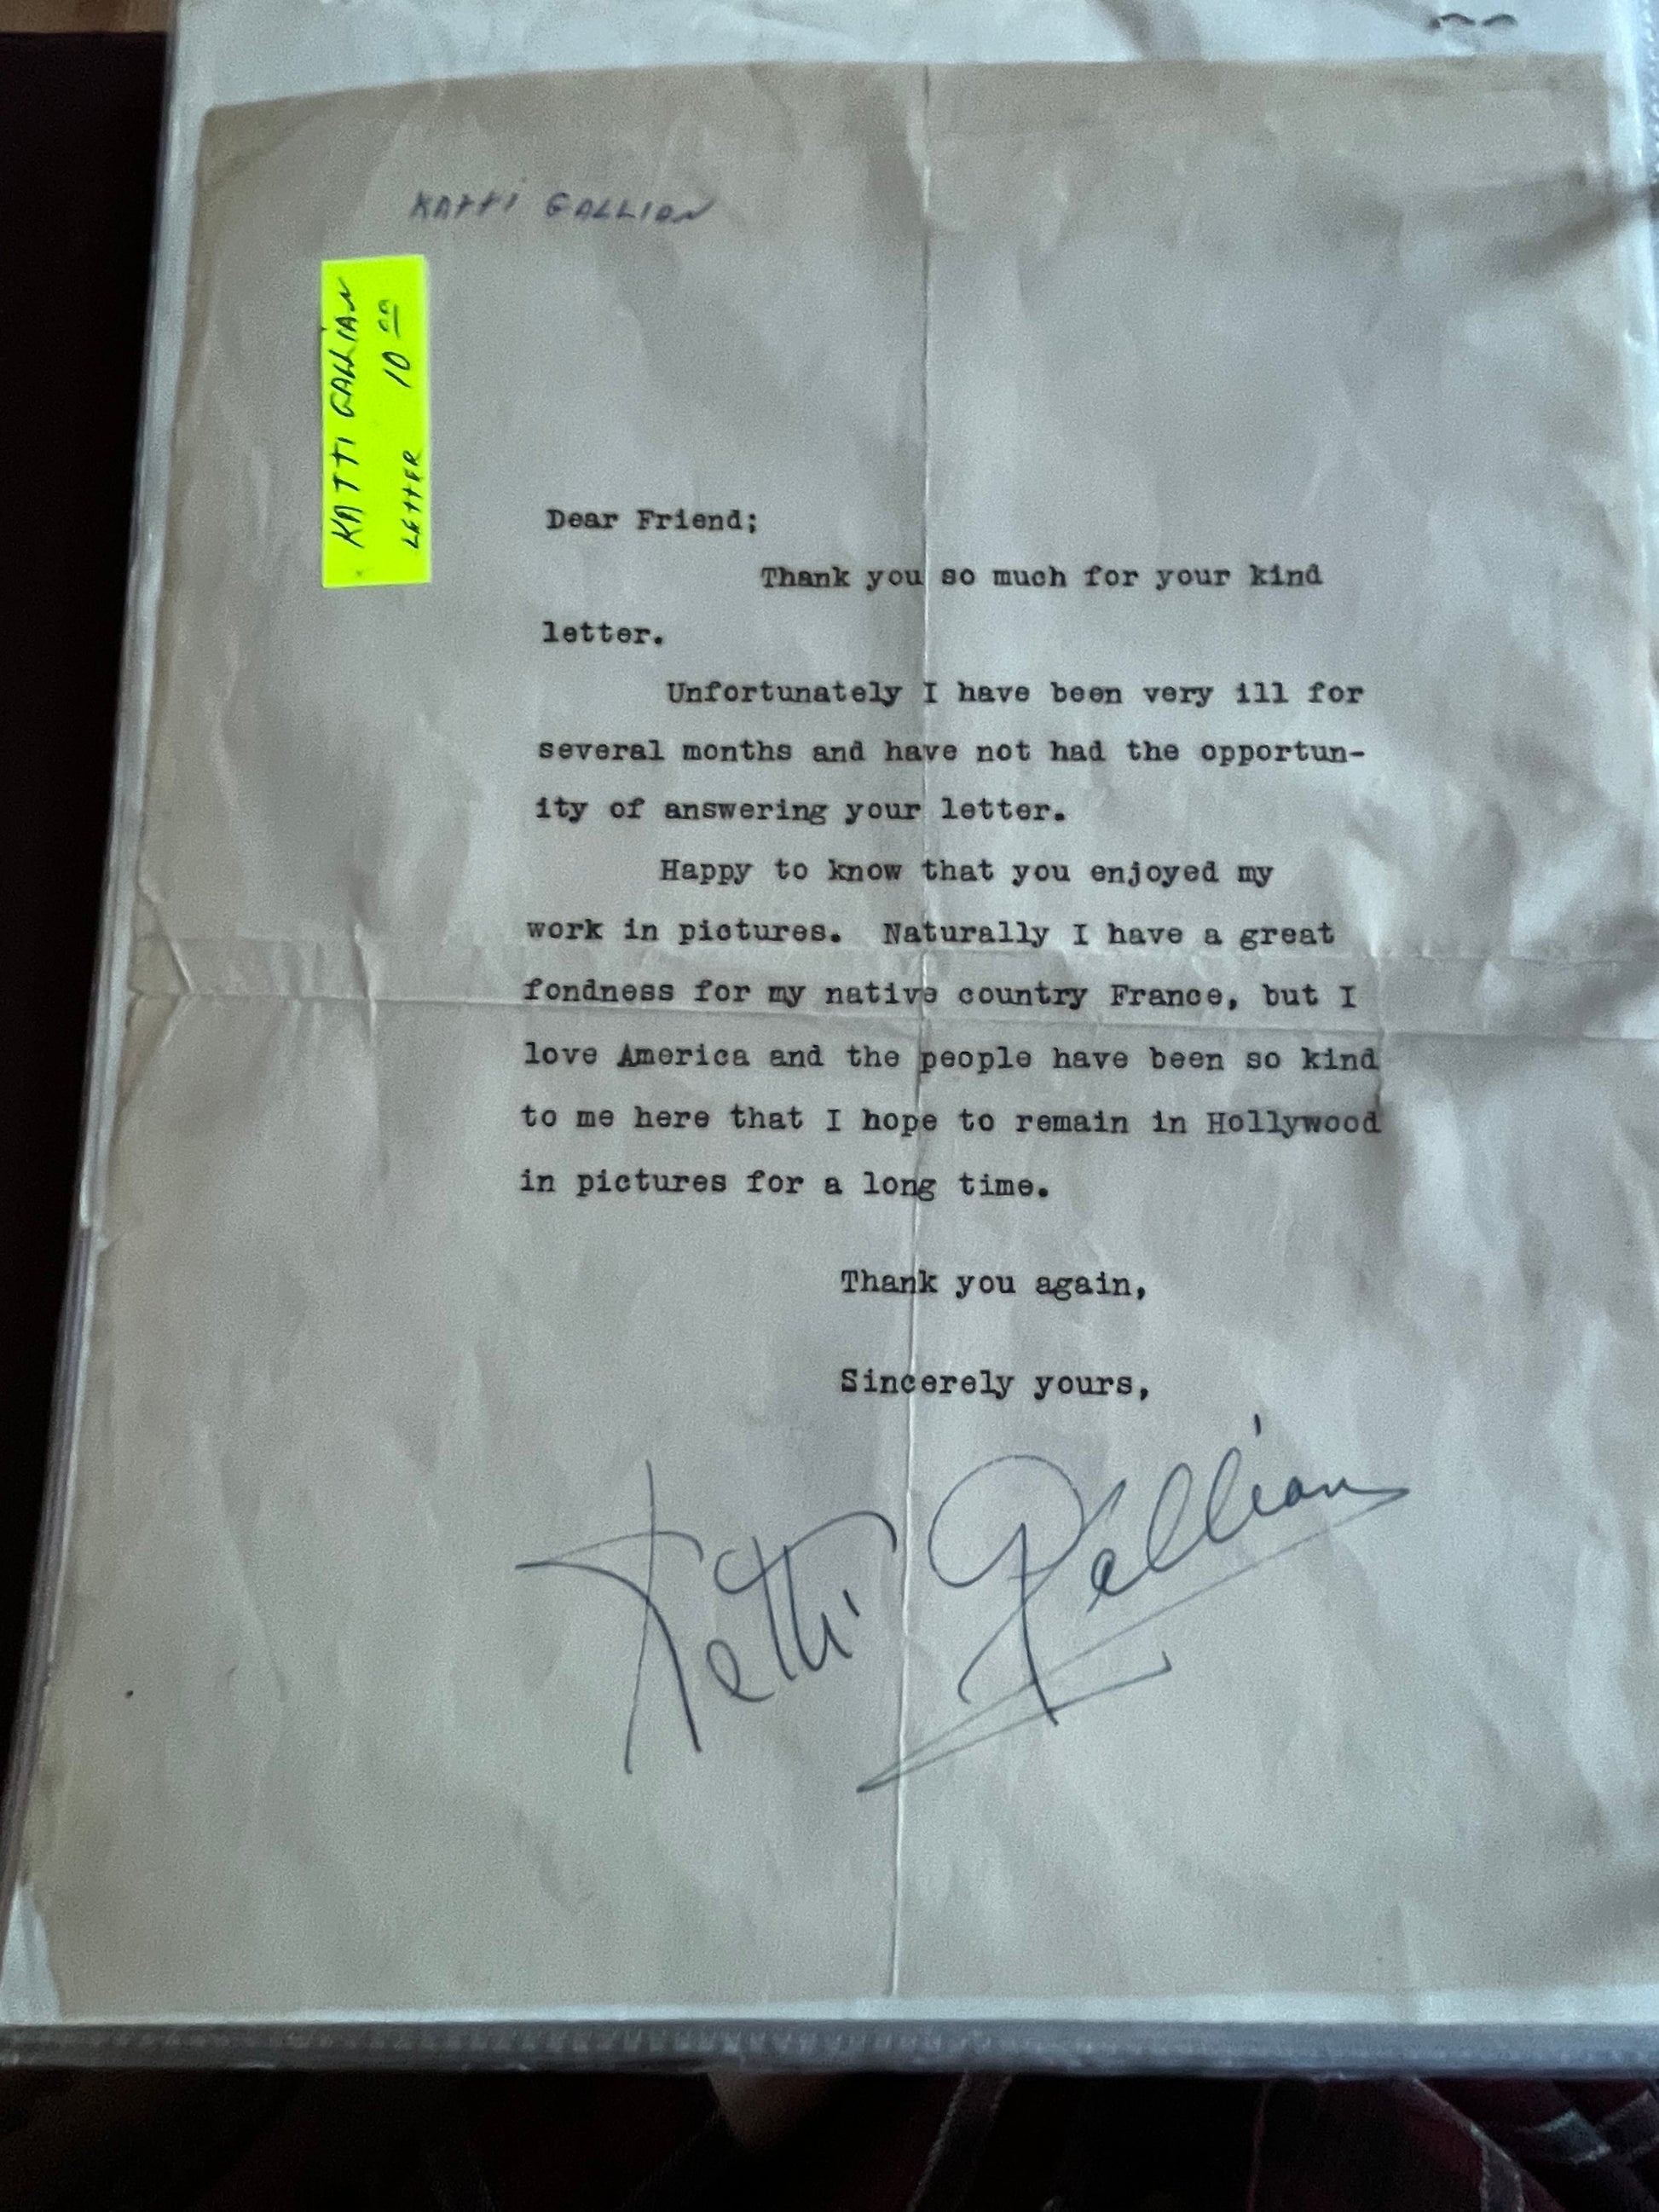 KATTI GALLIAN
KATTI GALLIAN
LETTER 10 00
Dear Friend;
Thank you so much for your kind
letter.
Unfortunately I have been very ill for
several months and have not had the opportun-
ity of answering your letter.
Happy to know that you enjoyed my
work in pictures. Naturally I have a great
fondness for my native country France, but I
love America and the people have been so kind
to me here that I hope to remain in Hollywood
in pictures for a long time.
Thank you again,
Sincerely yours,
Ketti Gallian